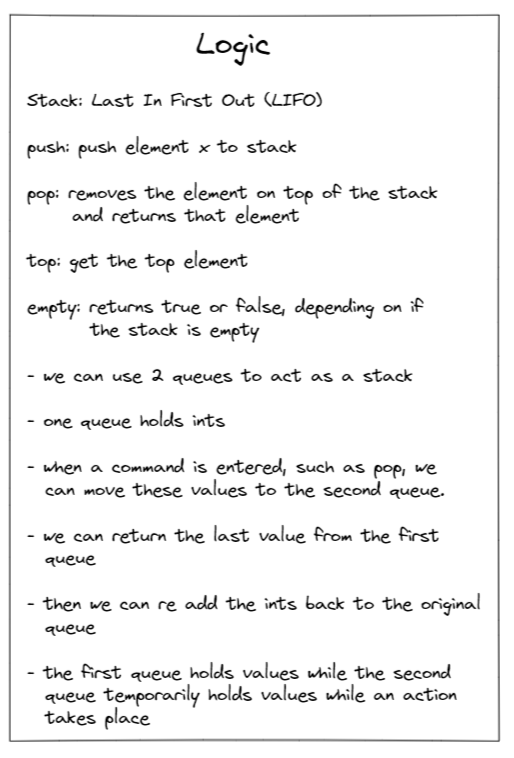 Logic
Stack: Last In First Out (LIFO)
push: push element x to stack
pop: removes the element on top of the stack
and returns that element
top: get the top element
empty: returns true or false, depending on if
the stack is empty
- we can use 2 queues to act as a stack
- one queue holds ints
- when a command is entered, such as pop, we
can move these values to the second queue.
- we can return the last value from the first
queue
- then we can re add the ints back to the original
queue
- the first queue holds values while the second
queue temporarily holds values while an action
takes place